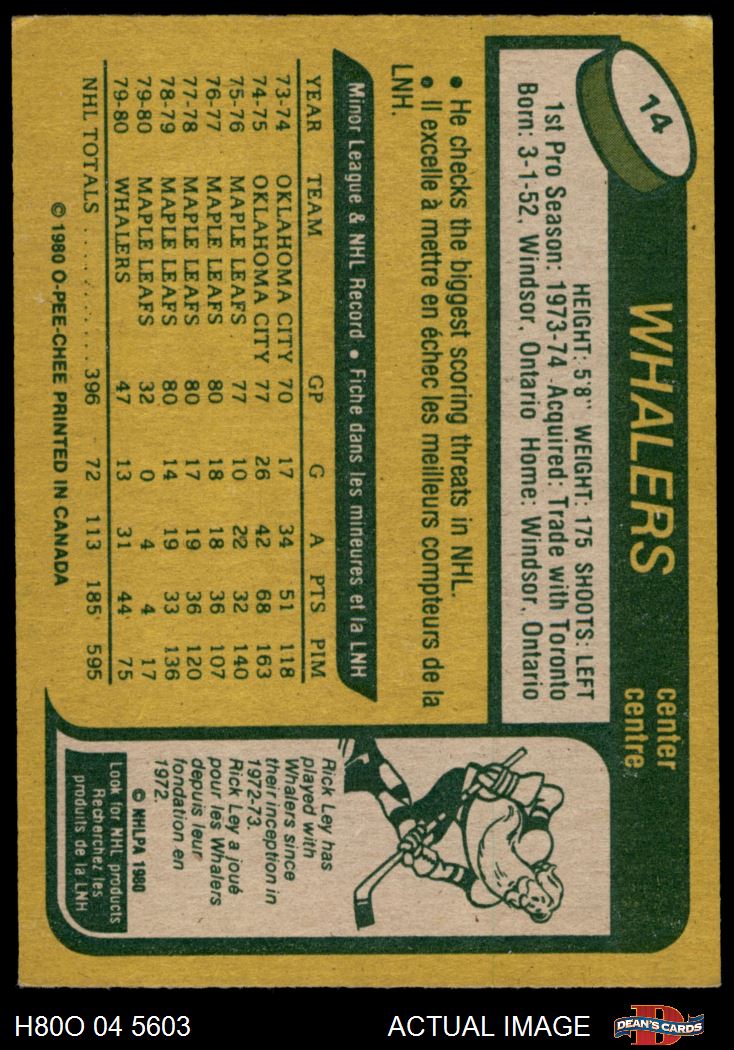 14
WHALERS
center
centre
HEIGHT: 5'8" WEIGHT: 175 SHOOTS: LEFT
1st Pro Season: 1973-74 Acquired: Trade with Toronto
Born: 3-1-52, Windsor, Ontario Home: Windsor, Ontario
• He checks the biggest scoring threats in NHL.
• Il excelle à mettre en échec les meilleurs compteurs de la
LNH.
Minor League & NHL Record • Fiche dans les mineures et la LNH
YEAR TEAM GP G A PTS PIM
73-74 OKLAHOMA CITY 70 17 34 51 118
74-75 OKLAHOMA CITY 77 26 42 68 163
75-76 MAPLE LEAFS 77 10 22 32 140
76-77 MAPLE LEAFS 80 18 18 36 107
77-78 MAPLE LEAFS 80 17 19 36 120
78-79 MAPLE LEAFS 80 14 19 33 136
79-80 MAPLE LEAFS 32 0 4 4 17
79-80 WHALERS 47 13 31 44 75
NHL TOTALS . . . . . . . . . . 396 72 113 185 595
© 1980 O-PEE-CHEE PRINTED IN CANADA
Rick Ley has
played with
Whalers since
their inception in
1972-73.
Rick Ley a joué
pour les Whalers
depuis leur
fondation en
1972.
© NHLPA 1980
Look for NHL products
Recherchez les
produits de la LNH
H80O 04 5603
ACTUAL IMAGE
D
DEAN'S CARDS